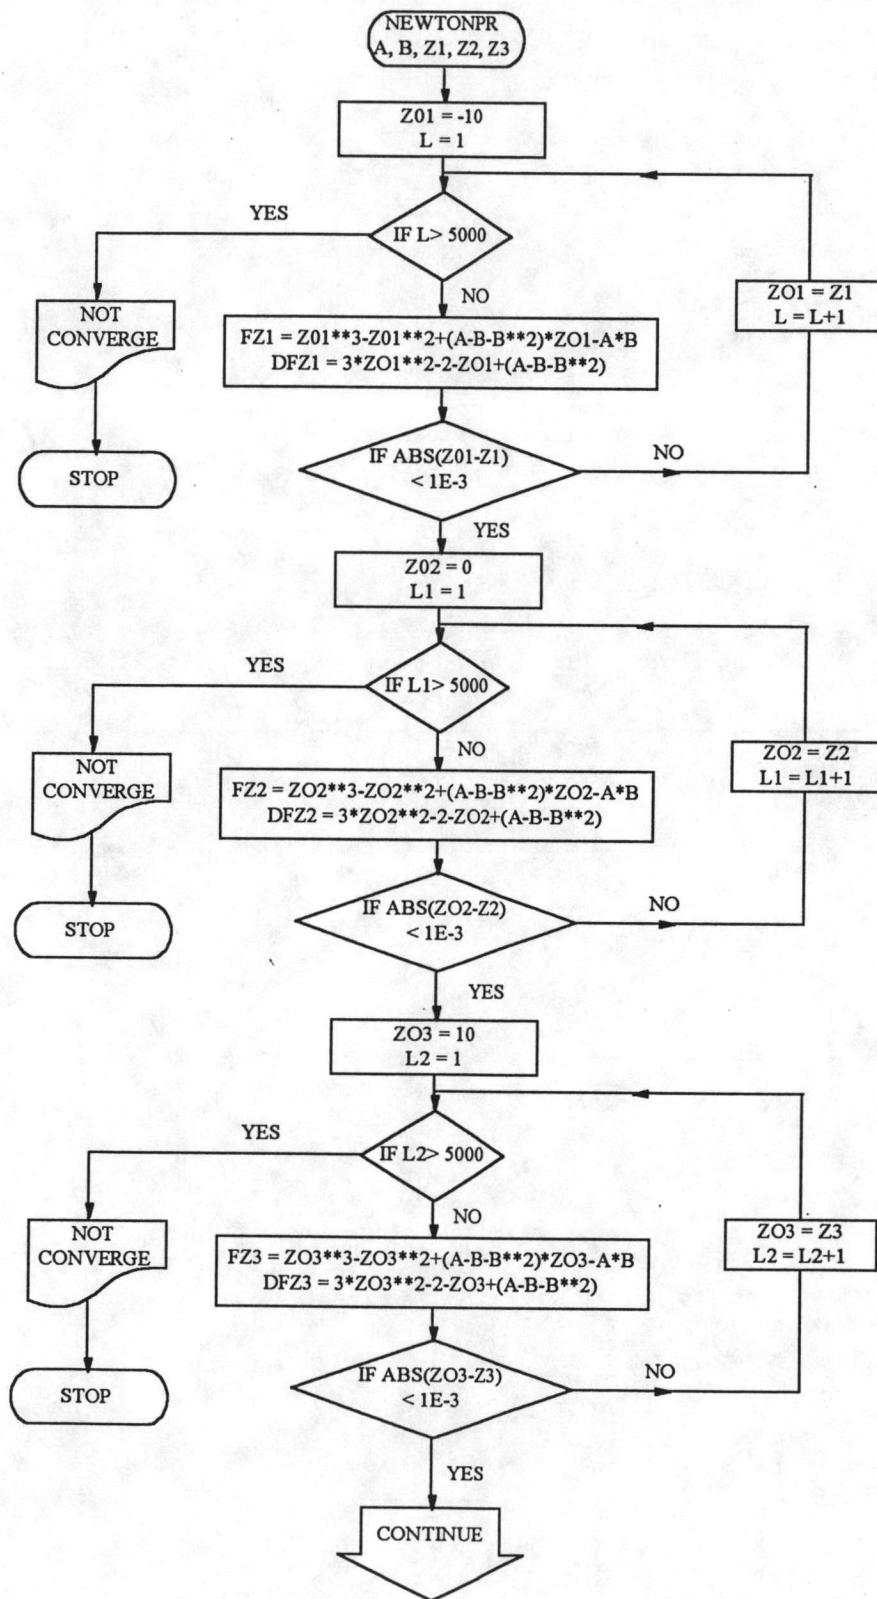 NEWTONPR
A, B, Z1, Z2, Z3
Z01 = -10
L = 1
YES
IF L> 5000
NO
NOT
CONVERGE
ZO1 = Z1
L = L+1
FZ1 = Z01**3-Z01**2+(A-B-B**2)*ZO1-A*B
DFZ1 = 3*ZO1**2-2-ZO1+(A-B-B**2)
IF ABS(Z01-Z1)
< 1E-3
NO
STOP
YES
Z02 = 0
L1 = 1
YES
IF L1> 5000
NO
NOT
CONVERGE
ZO2 = Z2
L1 = L1+1
FZ2 = ZO2**3-ZO2**2+(A-B-B**2)*ZO2-A*B
DFZ2 = 3*ZO2**2-2-ZO2+(A-B-B**2)
IF ABS(ZO2-Z2)
< 1E-3
NO
STOP
YES
ZO3 = 10
L2 = 1
YES
IF L2> 5000
NO
NOT
CONVERGE
ZO3 = Z3
L2 = L2+1
FZ3 = ZO3**3-ZO3**2+(A-B-B**2)*ZO3-A*B
DFZ3 = 3*ZO3**2-2-ZO3+(A-B-B**2)
IF ABS(ZO3-Z3)
< 1E-3
NO
STOP
YES
CONTINUE